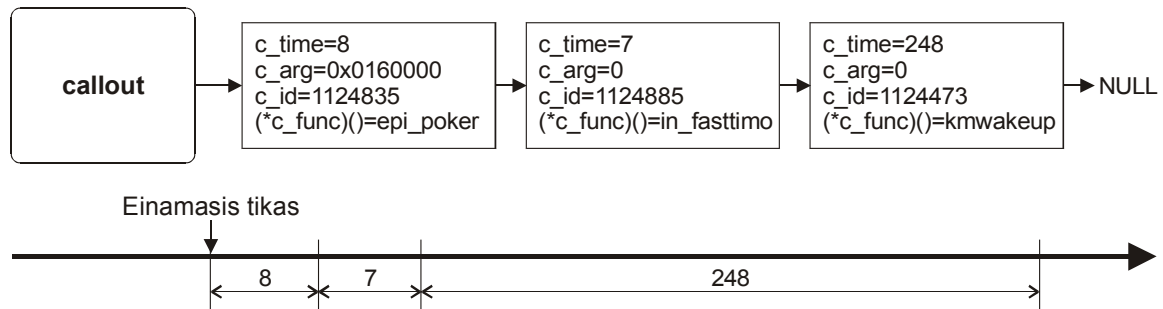 callout
c_time=8
c_arg=0x0160000
c_id=1124835
(*c_func)()=epi_poker
c_time=7
c_arg=0
c_id=1124885
(*c_func)()=in_fasttimo
c_time=248
c_arg=0
c_id=1124473
(*c_func)()=kmwakeup
NULL
Einamasis tikas
8
7
248